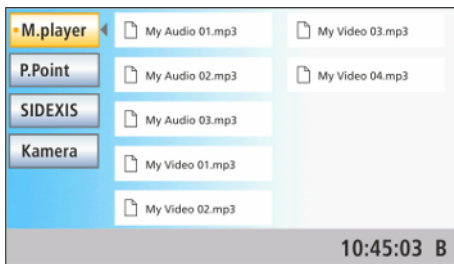 M.player
P.Point
SIDEXIS
Kamera
My Audio 01.mp3
My Audio 02.mp3
My Audio 03.mp3
My Video 01.mp3
My Video 02.mp3
My Video 03.mp3
My Video 04.mp3
10:45:03 B